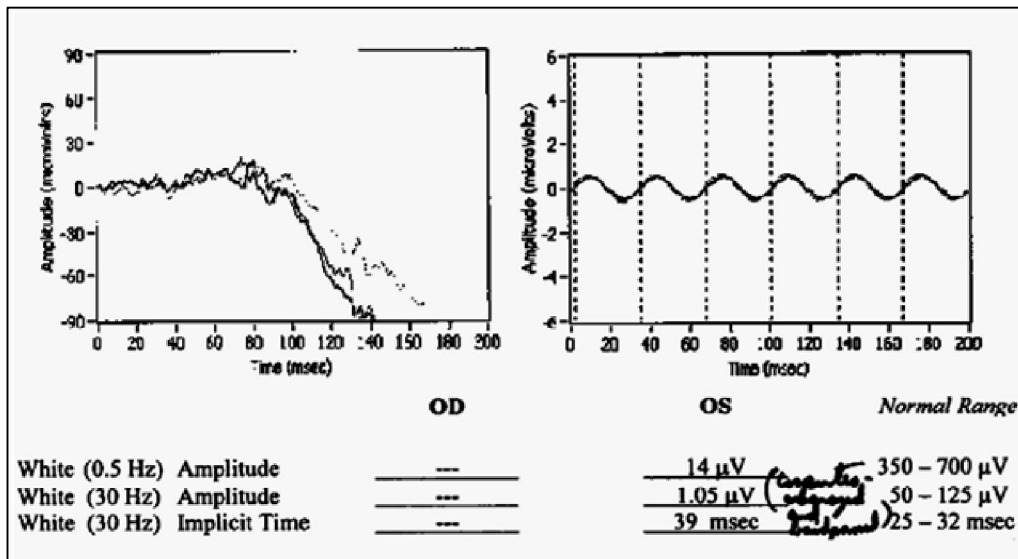 90
60
30
0
-30
-60
-90
Amplitude (microvolts)
0 20 40 60 80 100 120 140 160 180 200
Time (msec)
6
4
2
0
-2
-4
-6
Amplitude (microVolts)
0 20 40 60 80 100 120 140 160 180 200
Time (msec)
OD OS Normal Range
White (0.5 Hz) Amplitude --- 14 µV 350 – 700 µV
White (30 Hz) Amplitude --- 1.05 µV 50 – 125 µV
White (30 Hz) Implicit Time --- 39 msec 25 – 32 msec